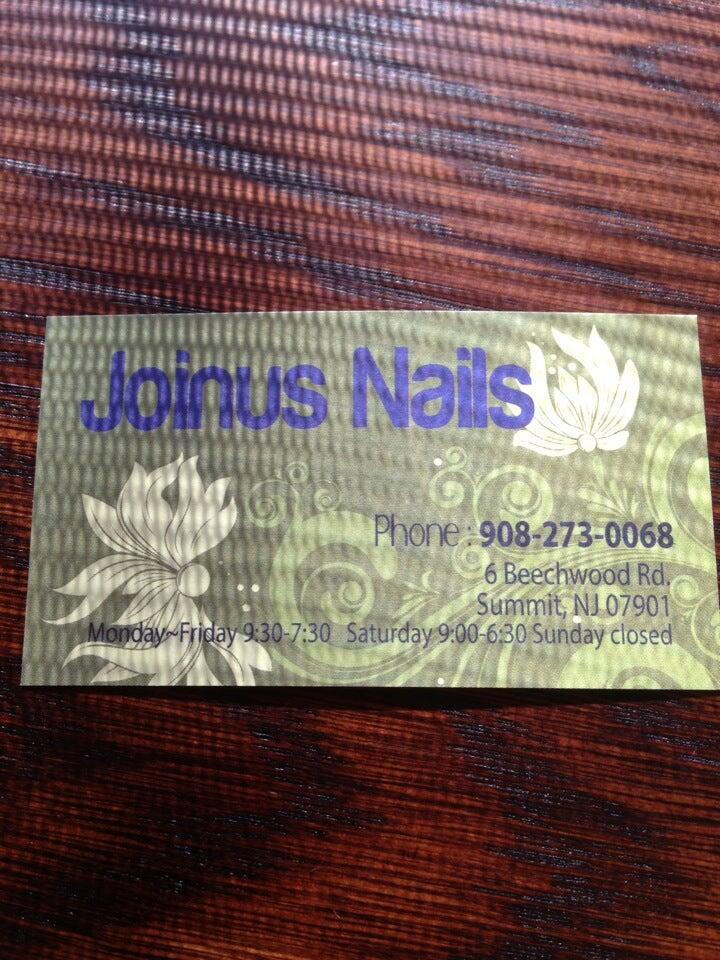 Joinus Nails
Phone : 908-273-0068
6 Beechwood Rd.
Summit, NJ 07901
Monday~Friday 9:30-7:30 Saturday 9:00-6:30 Sunday closed